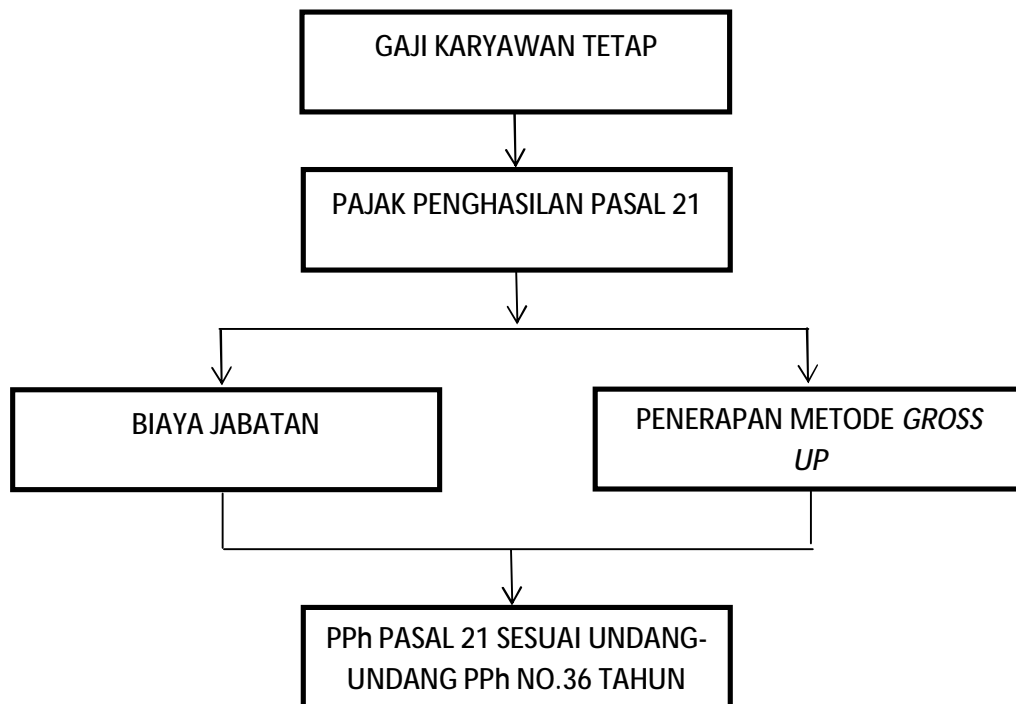 GAJI KARYAWAN TETAP
PAJAK PENGHASILAN PASAL 21
BIAYA JABATAN
PENERAPAN METODE GROSS
UP
PPh PASAL 21 SESUAI UNDANG-
UNDANG PPh NO.36 TAHUN